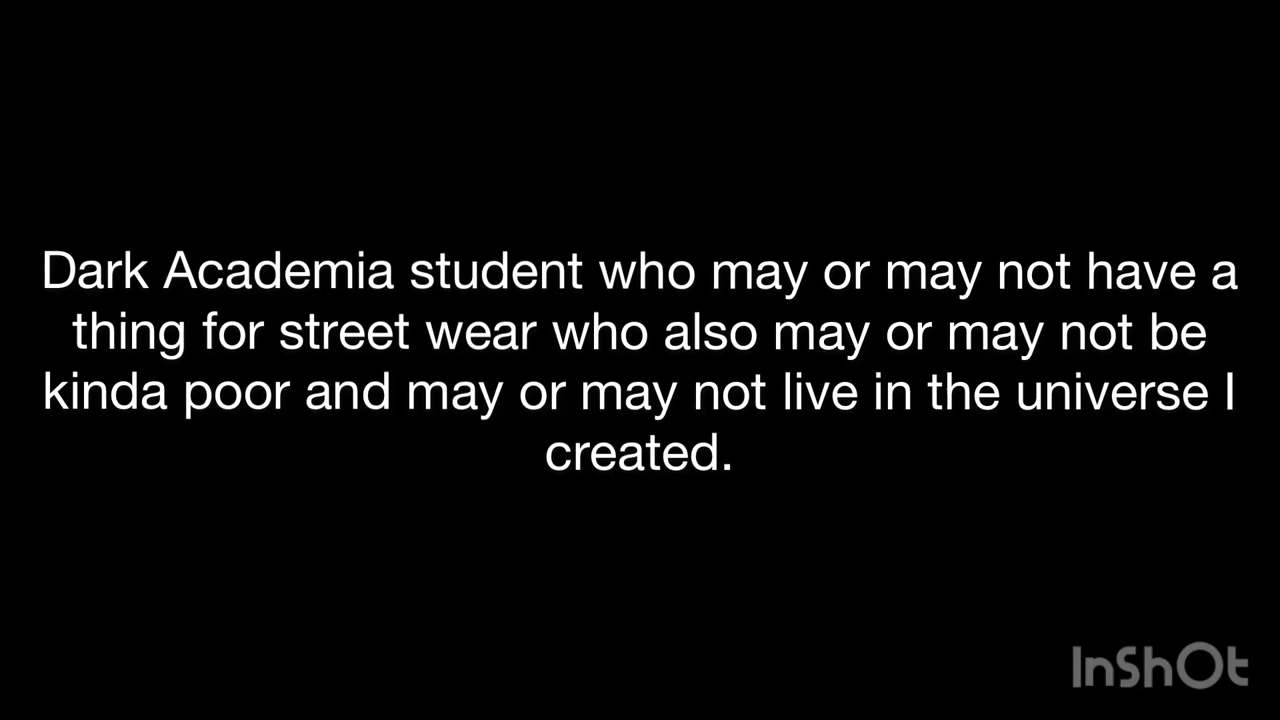 Dark Academia student who may or may not have a
thing for street wear who also may or may not be
kinda poor and may or may not live in the universe I
created.
InShOt